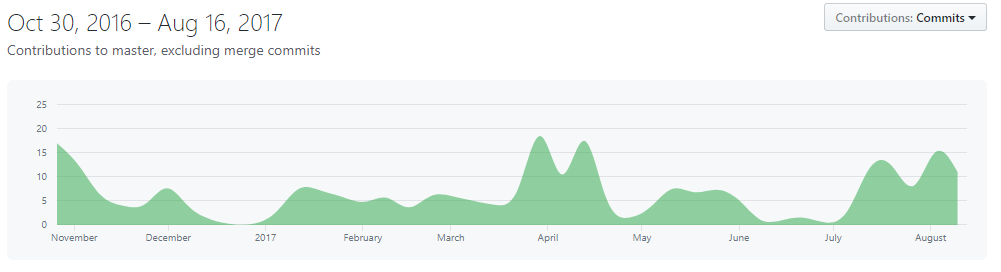 Oct 30, 2016 – Aug 16, 2017
Contributions: Commits
Contributions to master, excluding merge commits
25
20
15
10
5
0
November December 2017 February March April May June July August